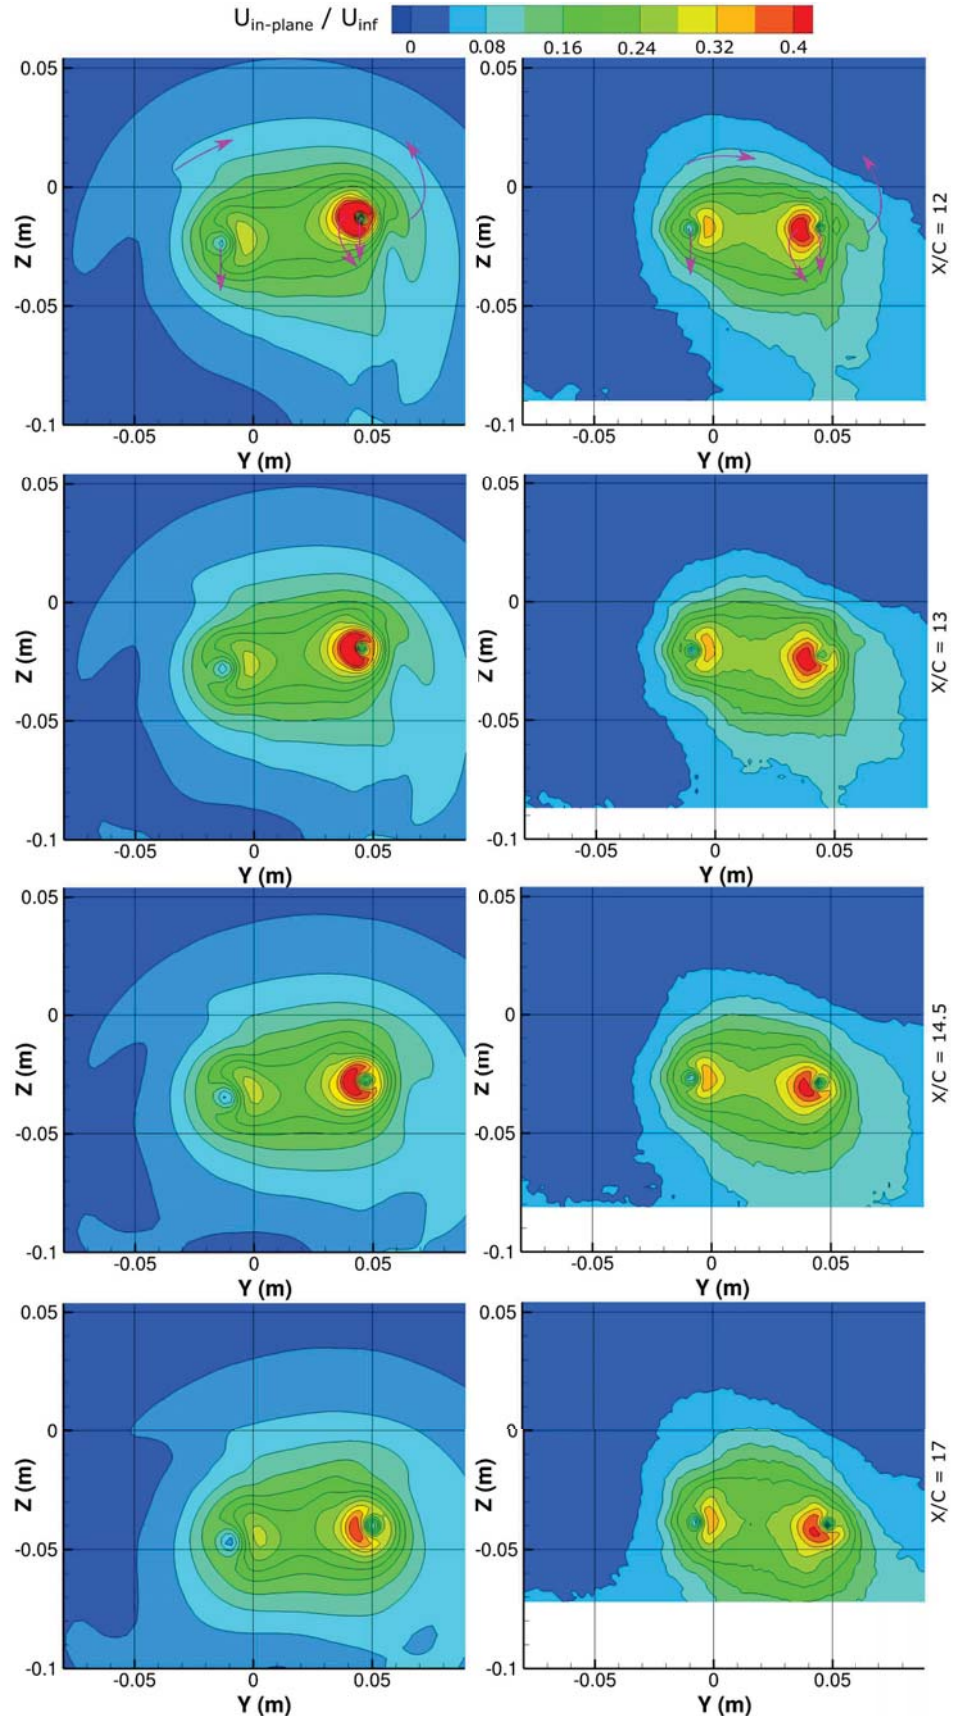 U_in-plane / U_inf
0 0.08 0.16 0.24 0.32 0.4
0.05 0.05
0 0
Z (m) Z (m) X/C = 12
-0.05 -0.05
-0.1 -0.1
-0.05 0 0.05 -0.05 0 0.05
Y (m) Y (m)
0.05 0.05
0 0
Z (m) Z (m) X/C = 13
-0.05 -0.05
-0.1 -0.1
-0.05 0 0.05 -0.05 0 0.05
Y (m) Y (m)
0.05 0.05
0 0
Z (m) Z (m) X/C = 14.5
-0.05 -0.05
-0.1 -0.1
-0.05 0 0.05 -0.05 0 0.05
Y (m) Y (m)
0.05 0.05
0 0
Z (m) Z (m) X/C = 17
-0.05 -0.05
-0.1 -0.1
-0.05 0 0.05 -0.05 0 0.05
Y (m) Y (m)